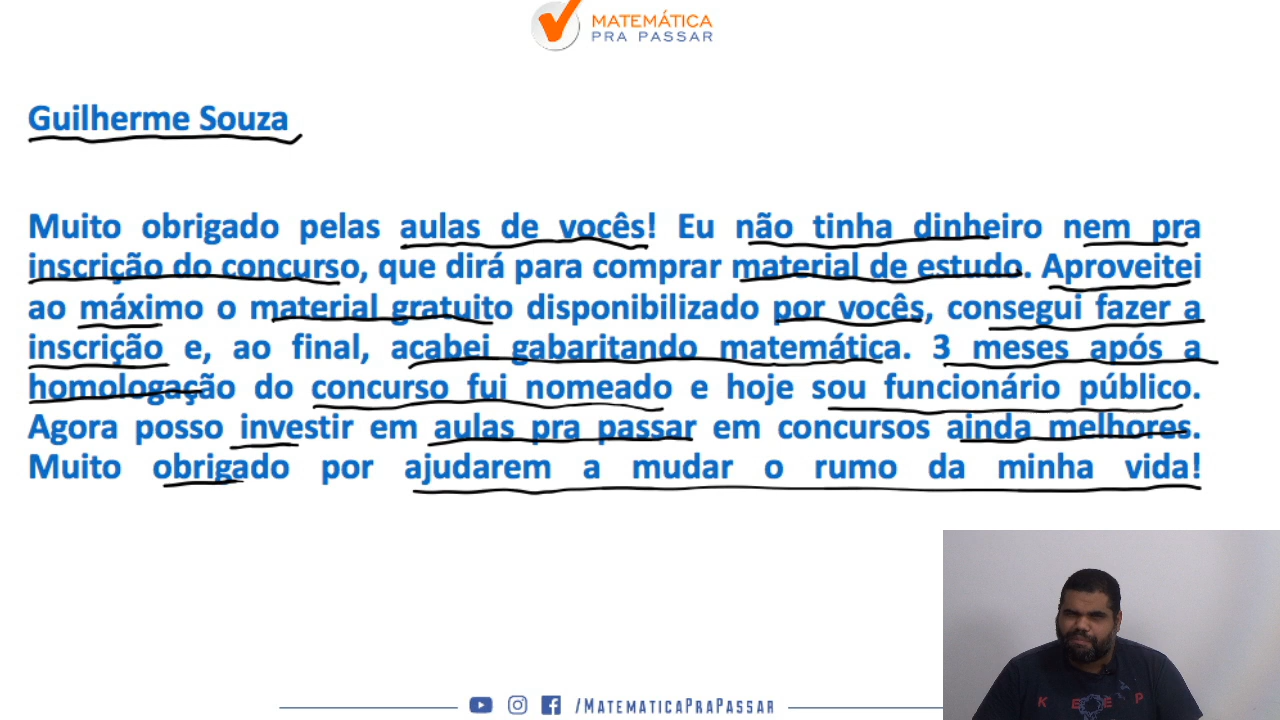 MATEMÁTICA
PRA PASSAR
Guilherme Souza
Muito obrigado pelas aulas de vocês! Eu não tinha dinheiro nem pra
inscrição do concurso, que dirá para comprar material de estudo. Aproveitei
ao máximo o material gratuito disponibilizado por vocês, consegui fazer a
inscrição e, ao final, acabei gabaritando matemática. 3 meses após a
homologação do concurso fui nomeado e hoje sou funcionário público.
Agora posso investir em aulas pra passar em concursos ainda melhores.
Muito obrigado por ajudarem a mudar o rumo da minha vida!
K E E P
/MATEMATICAPRAPASSAR